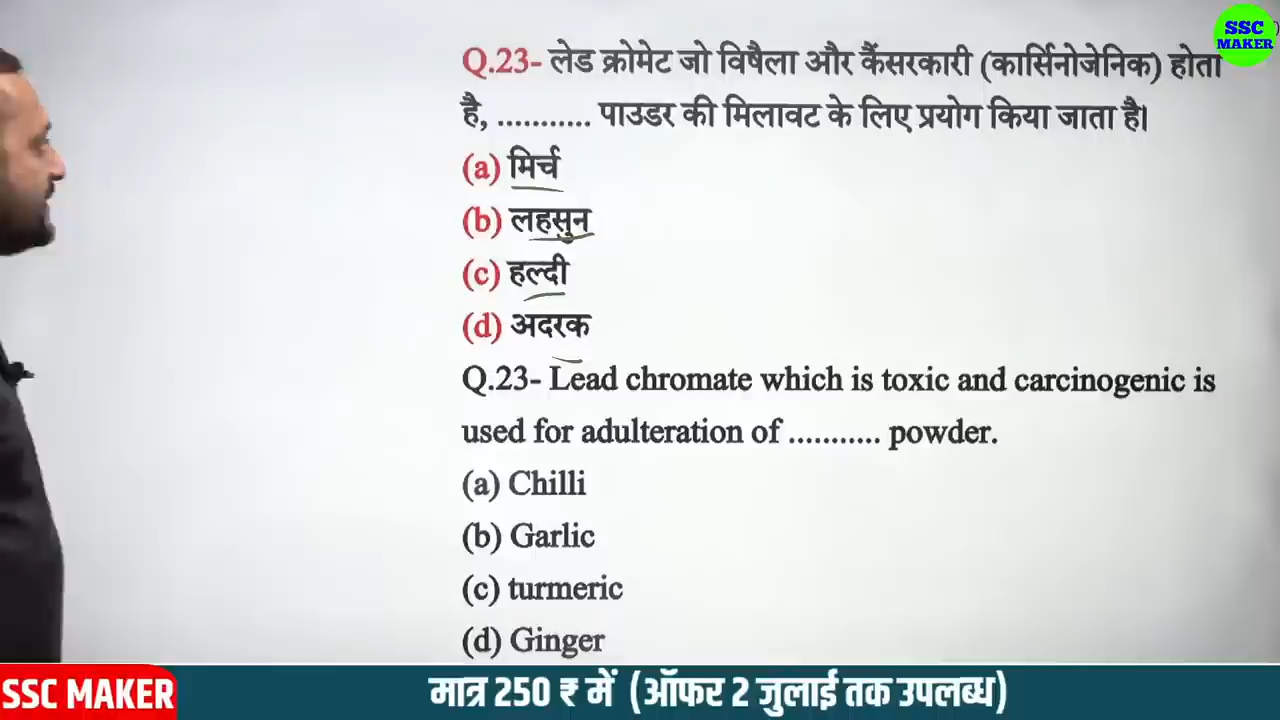 SSC
MAKER
Q.23- लेड क्रोमेट जो विषैला और कैंसरकारी (कार्सिनोजेनिक) होता
है, ........... पाउडर की मिलावट के लिए प्रयोग किया जाता है।
(a) मिर्च
(b) लहसुन
(c) हल्दी
(d) अदरक
Q.23- Lead chromate which is toxic and carcinogenic is
used for adulteration of ........... powder.
(a) Chilli
(b) Garlic
(c) turmeric
(d) Ginger
SSC MAKER मात्र 250 ₹ में (ऑफर 2 जुलाई तक उपलब्ध)